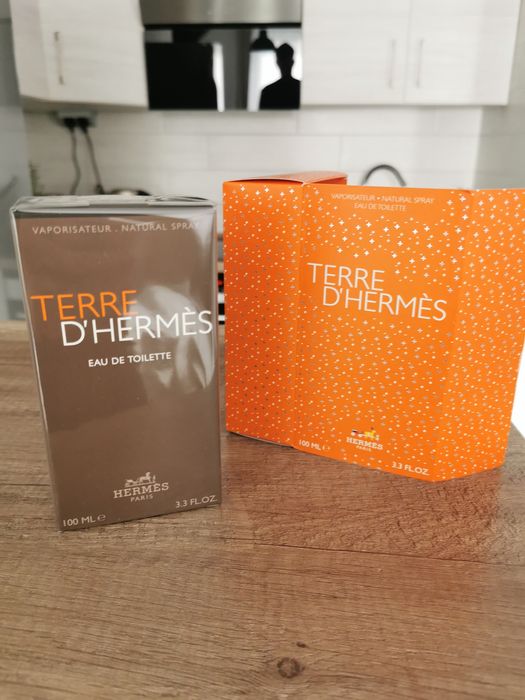 VAPORISATEUR . NATURAL SPRAY
TERRE
D'HERMÈS
EAU DE TOILETTE
HERMÈS
PARIS
100 ML e
3.3 FL.OZ.
VAPORISATEUR • NATURAL SPRAY
EAU DE TOILETTE
TERRE
D'HERMÈS
HERMÈS
PARIS
100 ML e
3.3 FL.OZ.